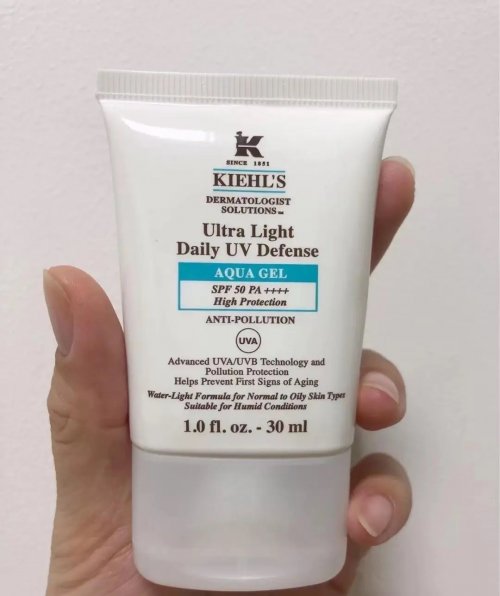 K
SINCE 1851
KIEHL'S
DERMATOLOGIST
SOLUTIONS™
Ultra Light
Daily UV Defense
AQUA GEL
SPF 50 PA ++++
High Protection
ANTI-POLLUTION
UVA
Advanced UVA/UVB Technology and
Pollution Protection
Helps Prevent First Signs of Aging
Water-Light Formula for Normal to Oily Skin Types
Suitable for Humid Conditions
1.0 fl. oz. - 30 ml